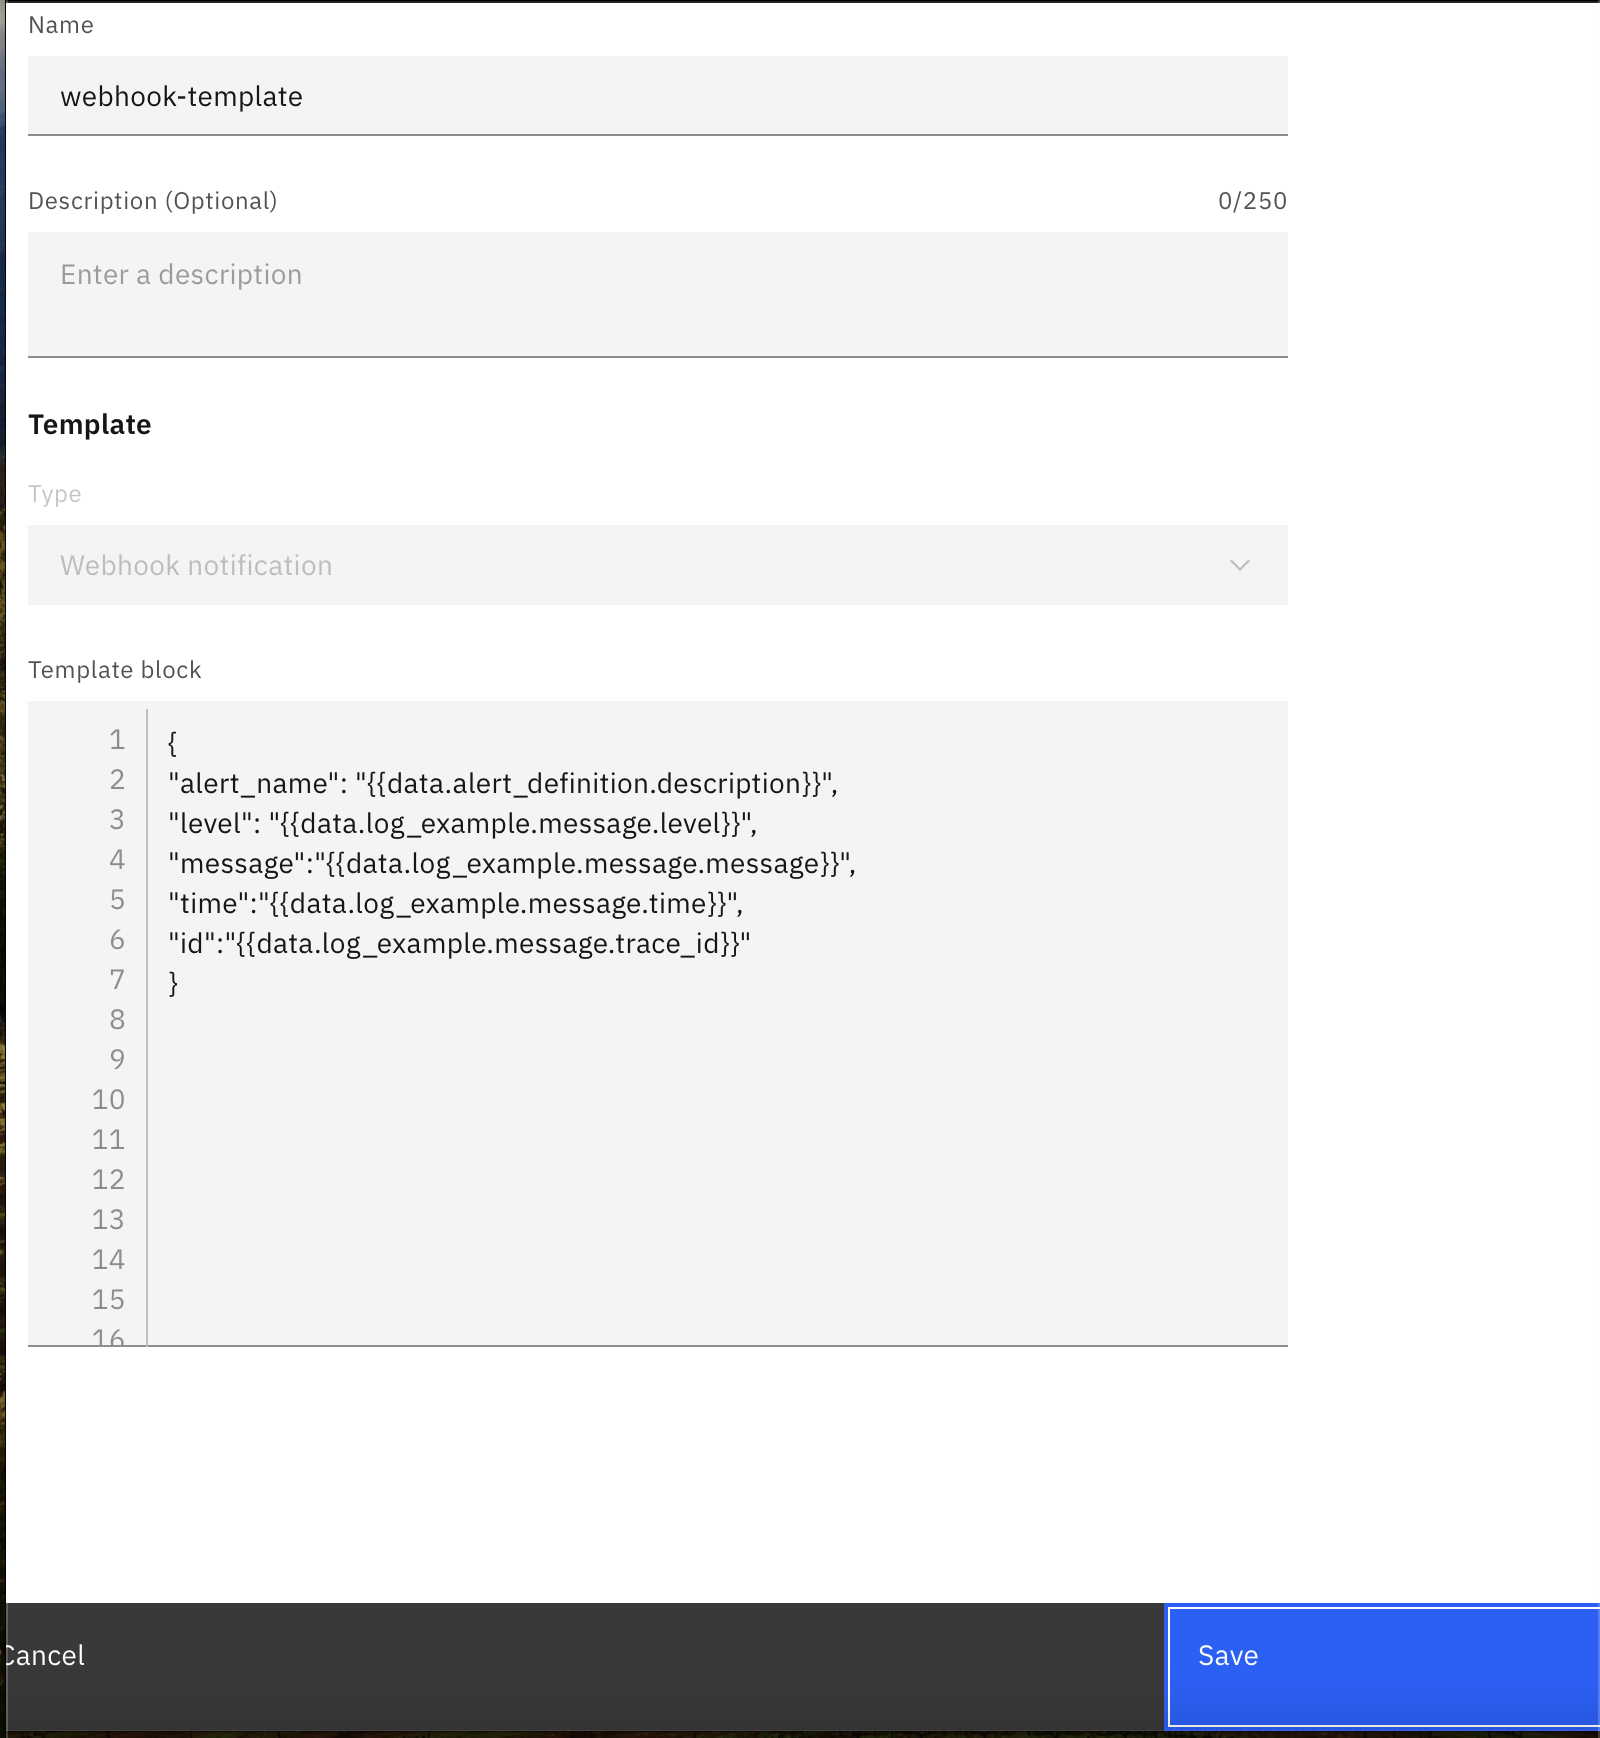 Name
webhook-template
Description (Optional) 0/250
Enter a description
Template
Type
Webhook notification
Template block
1 {
2 "alert_name": "{{data.alert_definition.description}}",
3 "level": "{{data.log_example.message.level}}",
4 "message":"{{data.log_example.message.message}}",
5 "time":"{{data.log_example.message.time}}",
6 "id":"{{data.log_example.message.trace_id}}"
7 }
8
9
10
11
12
13
14
15
16
Cancel Save